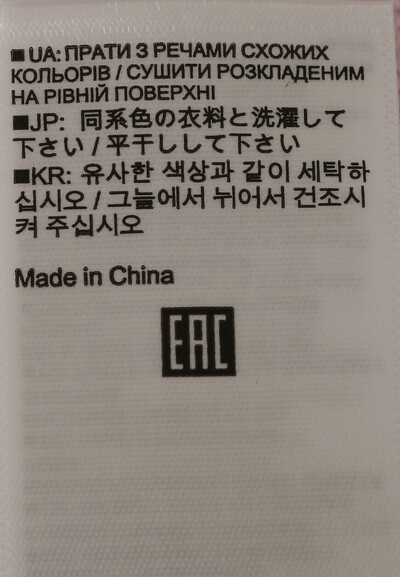 ■ UA: ПРАТИ З РЕЧАМИ СХОЖИХ
КОЛЬОРІВ / СУШИТИ РОЗКЛАДЕНИМ
НА РІВНІЙ ПОВЕРХНІ
■JP: 同系色の衣料と洗濯して
下さい / 平干しして下さい
■KR: 유사한 색상과 같이 세탁하
십시오 / 그늘에서 뉘어서 건조시
켜 주십시오
Made in China
EAC